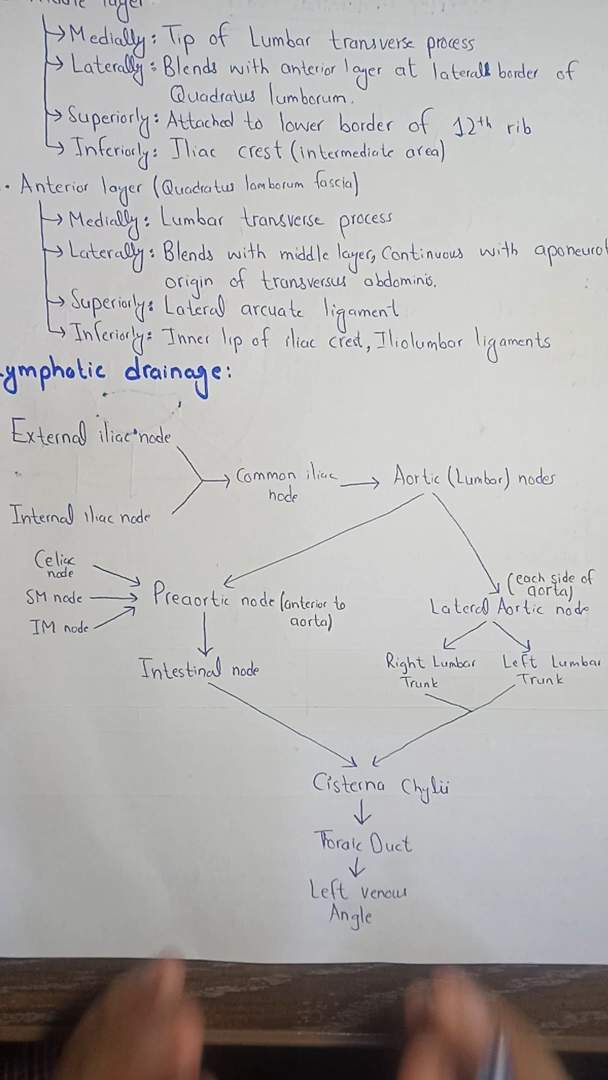 layer
Medially: Tip of Lumbar transverse process
Laterally: Blends with anterior layer at laterall border of
Quadratus lumborum.
Superiorly: Attached to lower border of 12th rib
Inferiorly: Iliac crest (intermediate area)
• Anterior layer (Quadratus lomborum fascia)
Medially: Lumbar transverse process
Laterally: Blends with middle layer, Continuous with aponeurot
origin of transversus abdominis.
Superiorly: Lateral arcuate ligament
Inferiorly: Inner lip of iliac crest, Iliolumbar ligaments
ymphatic drainage:
External iliac node
Common iliac
node
Aortic (Lumbar) nodes
Internal iliac node
Celiac
node
SM node
IM node
Preaortic node (anterior to
aorta)
(each side of
aorta)
Lateral Aortic node
Intestinal node
Right Lumbar
Trunk
Left Lumbar
Trunk
Cisterna Chylii
Toraic Duct
Left venous
Angle